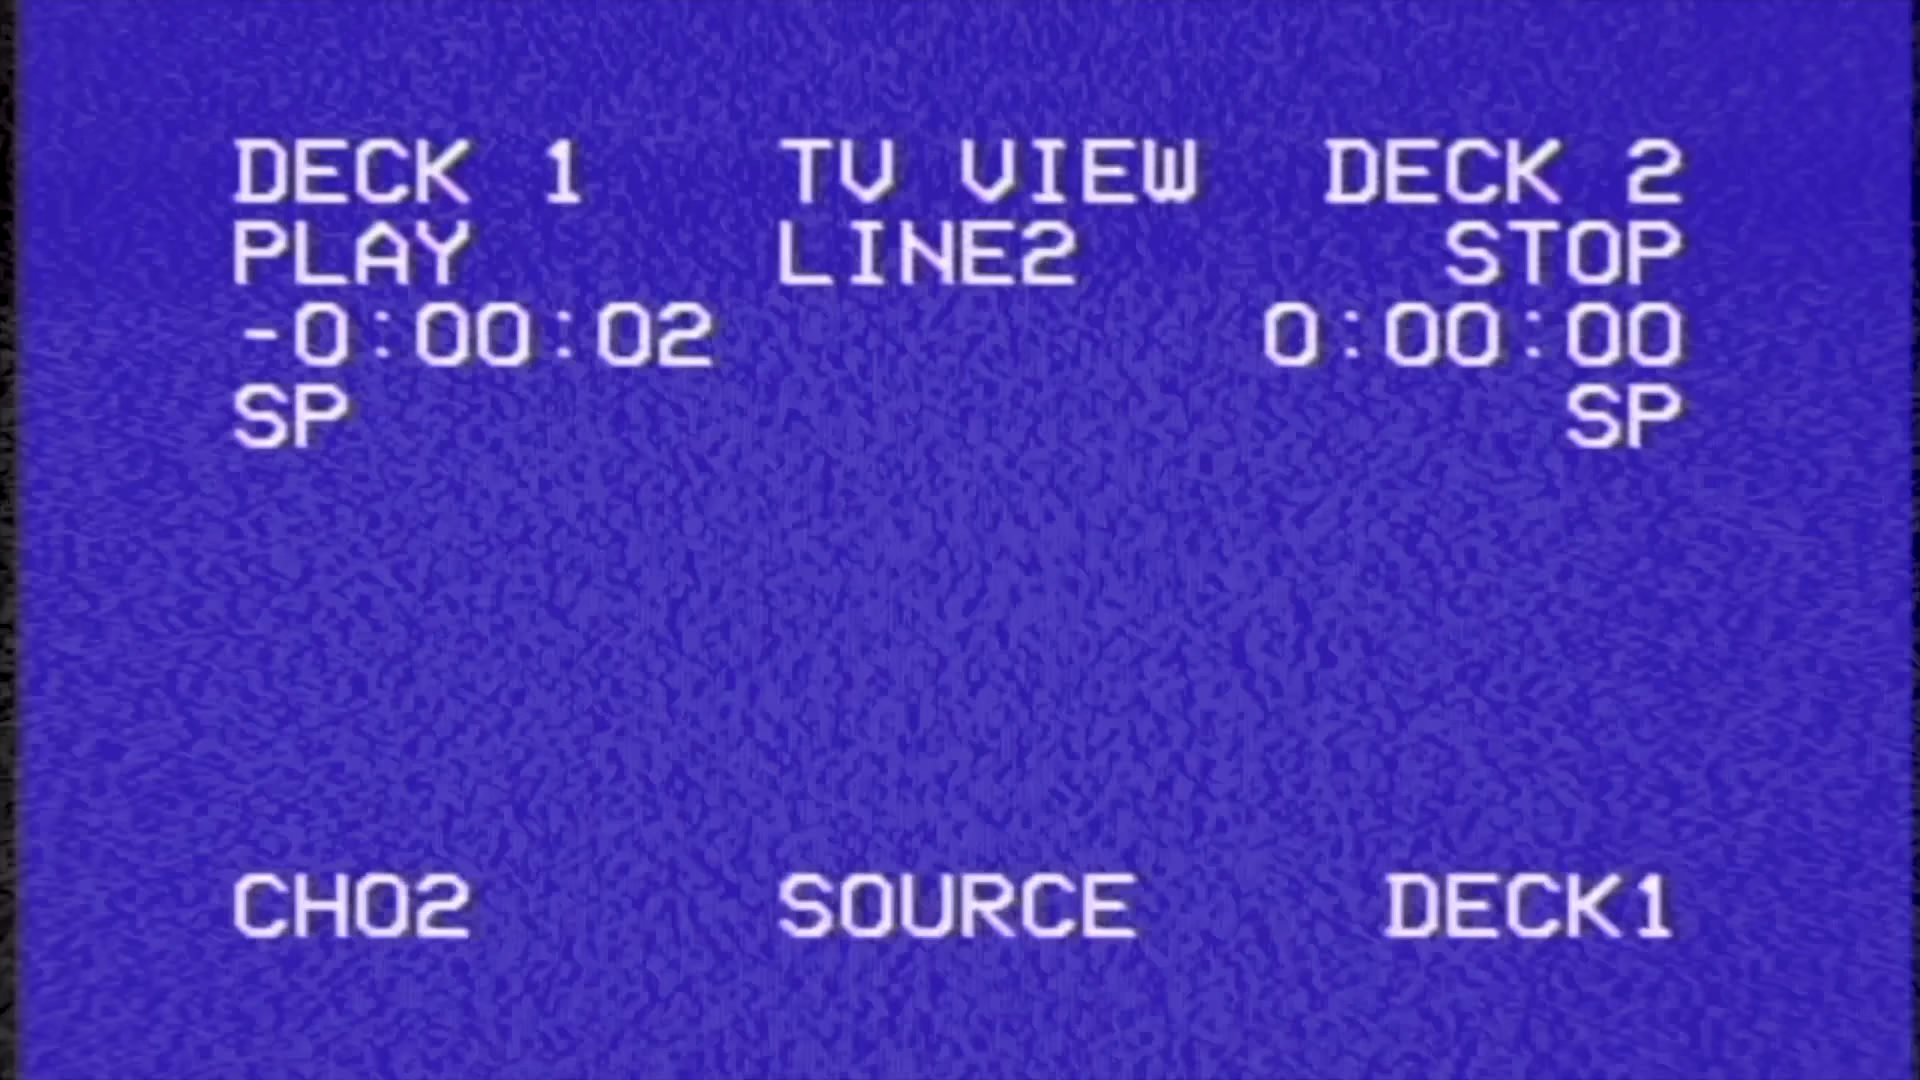 DECK 1 TV VIEW DECK 2
PLAY LINE2 STOP
-0:00:02 0:00:00
SP SP
CH02 SOURCE DECK1